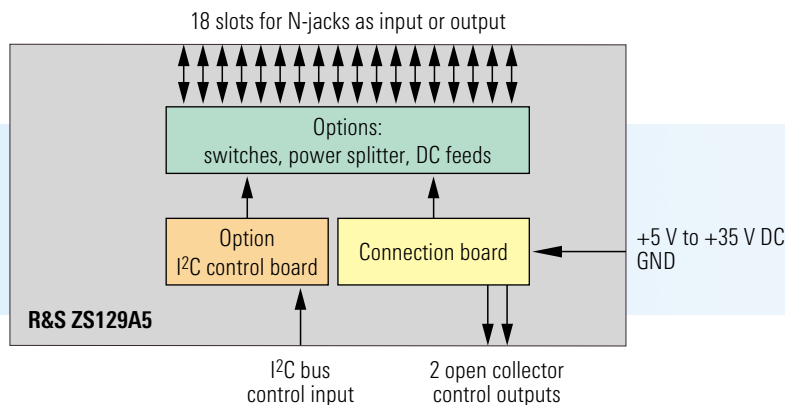 18 slots for N-jacks as input or output
Options:
switches, power splitter, DC feeds
Option
I²C control board
Connection board
+5 V to +35 V DC
GND
R&S ZS129A5
I²C bus
control input
2 open collector
control outputs